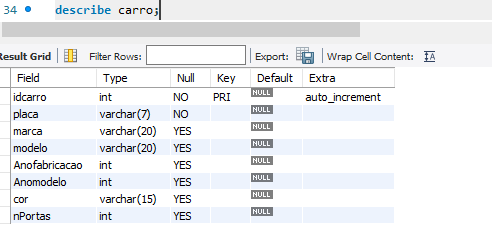 34 describe carro;
Result Grid Filter Rows: Export: Wrap Cell Content:
Field Type Null Key Default Extra
idcarro int NO PRI NULL auto_increment
placa varchar(7) NO NULL
marca varchar(20) YES NULL
modelo varchar(20) YES NULL
Anofabricacao int YES NULL
Anomodelo int YES NULL
cor varchar(15) YES NULL
nPortas int YES NULL